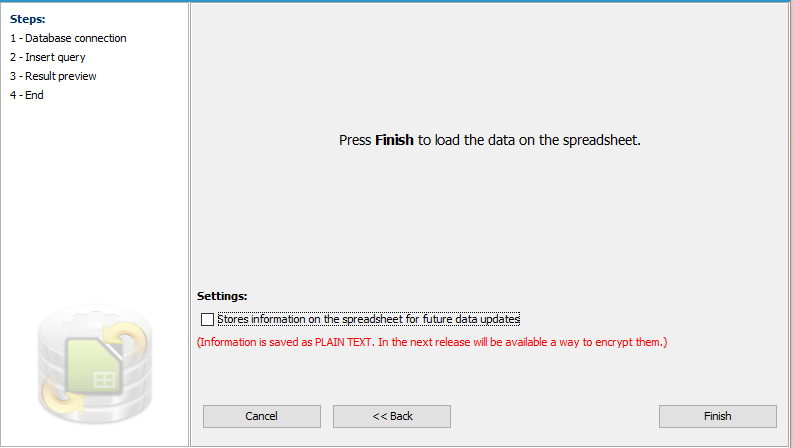 Steps:
1 - Database connection
2 - Insert query
3 - Result preview
4 - End
Press Finish to load the data on the spreadsheet.
Settings:
Stores information on the spreadsheet for future data updates
(Information is saved as PLAIN TEXT. In the next release will be available a way to encrypt them.)
Cancel
<< Back
Finish